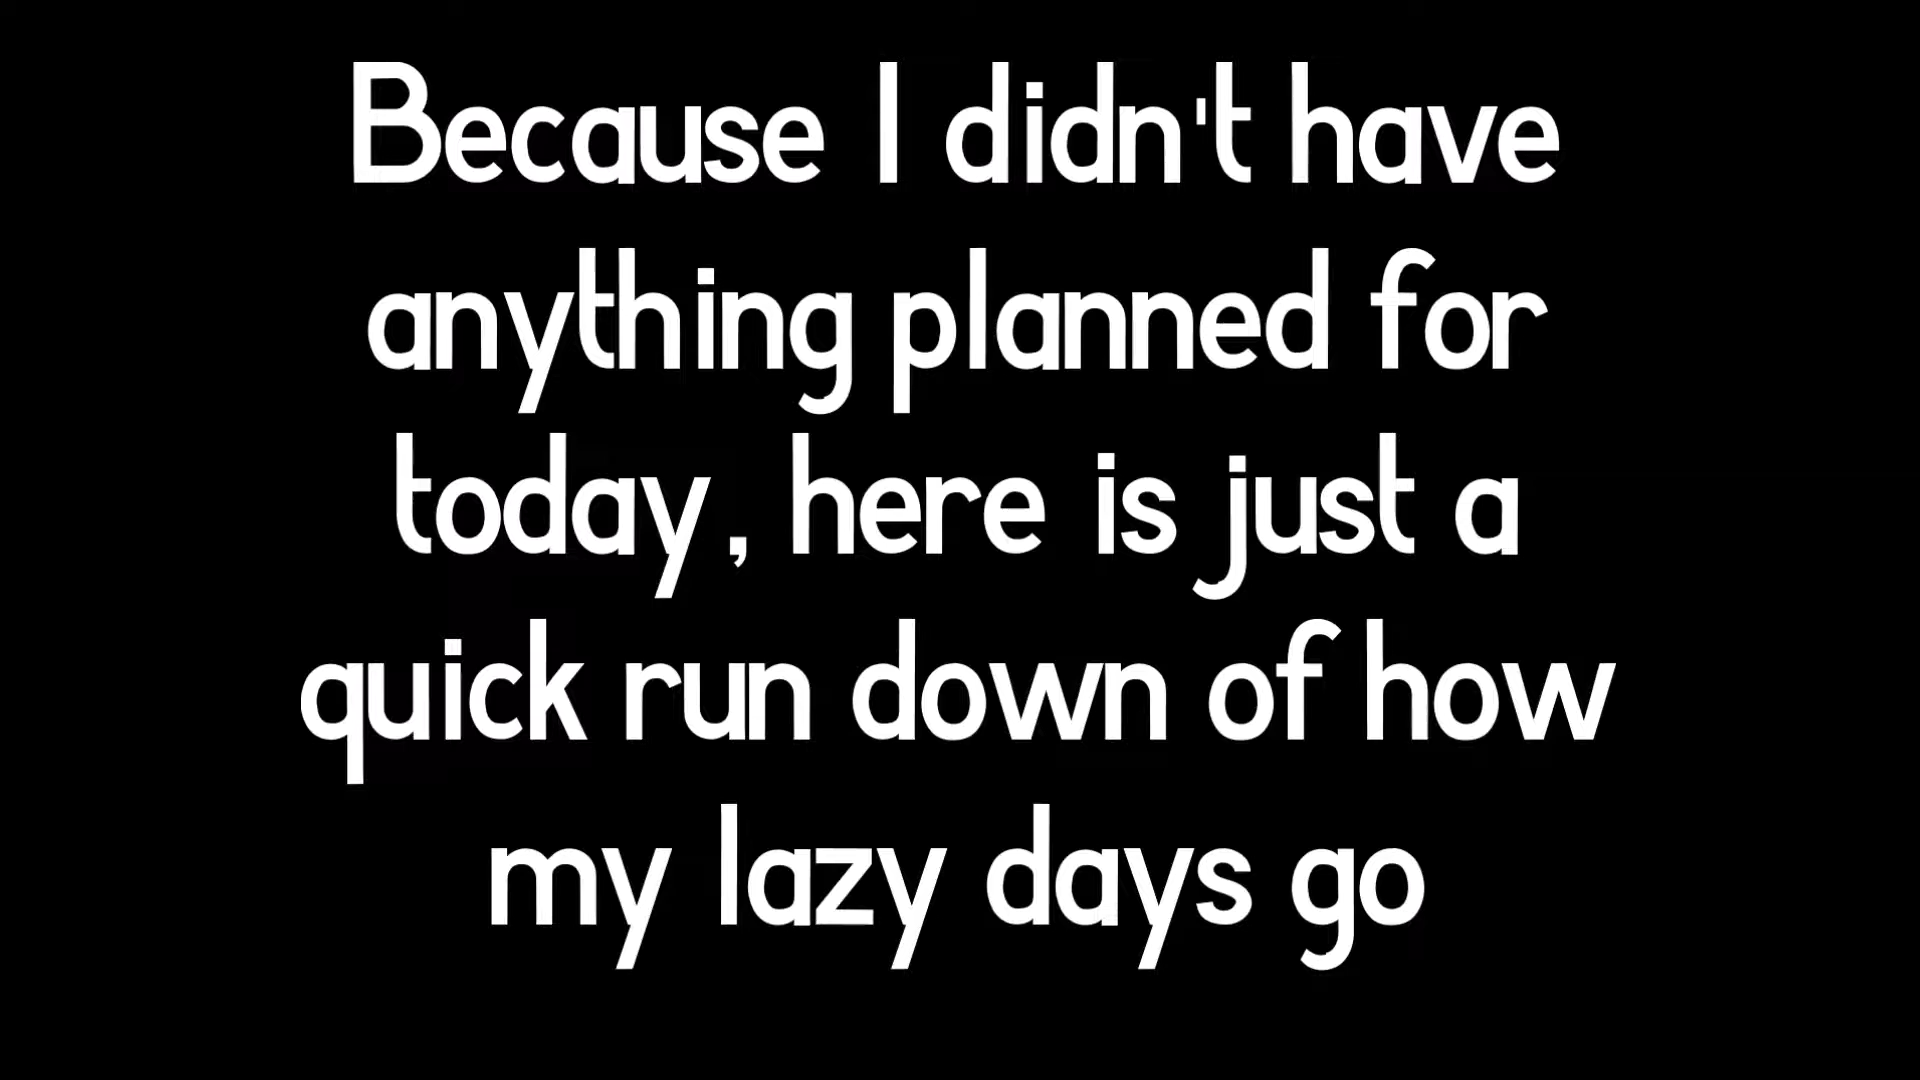 Because I didn't have
anything planned for
today, here is just a
quick run down of how
my lazy days go